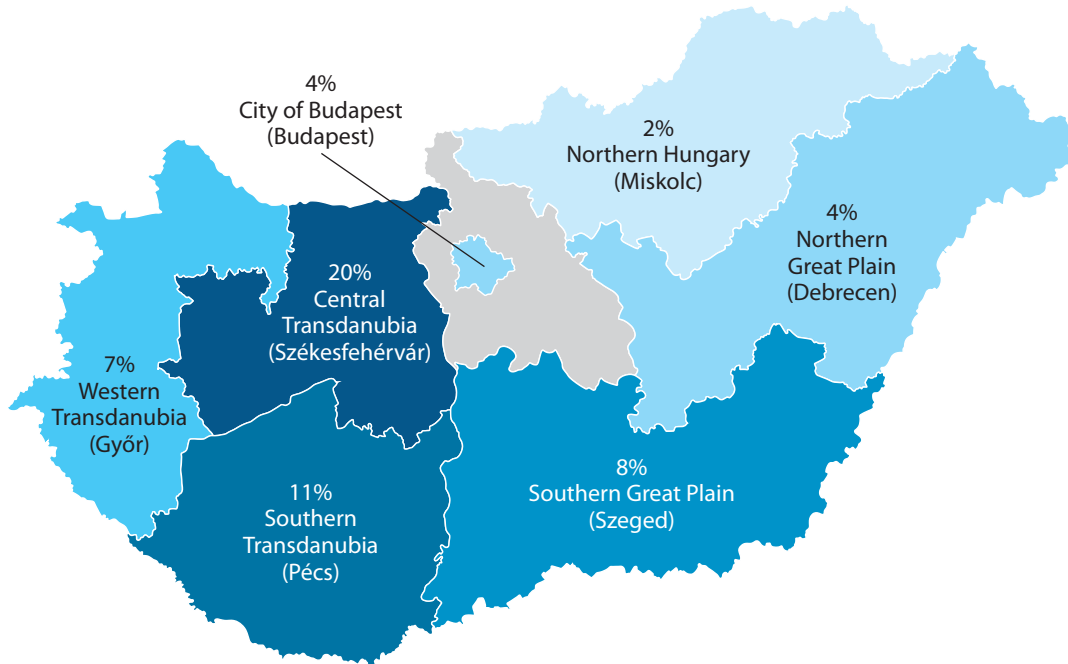 4%
City of Budapest
(Budapest)
2%
Northern Hungary
(Miskolc)
4%
Northern
Great Plain
(Debrecen)
20%
Central
Transdanubia
(Székesfehérvár)
7%
Western
Transdanubia
(Győr)
8%
Southern Great Plain
(Szeged)
11%
Southern
Transdanubia
(Pécs)